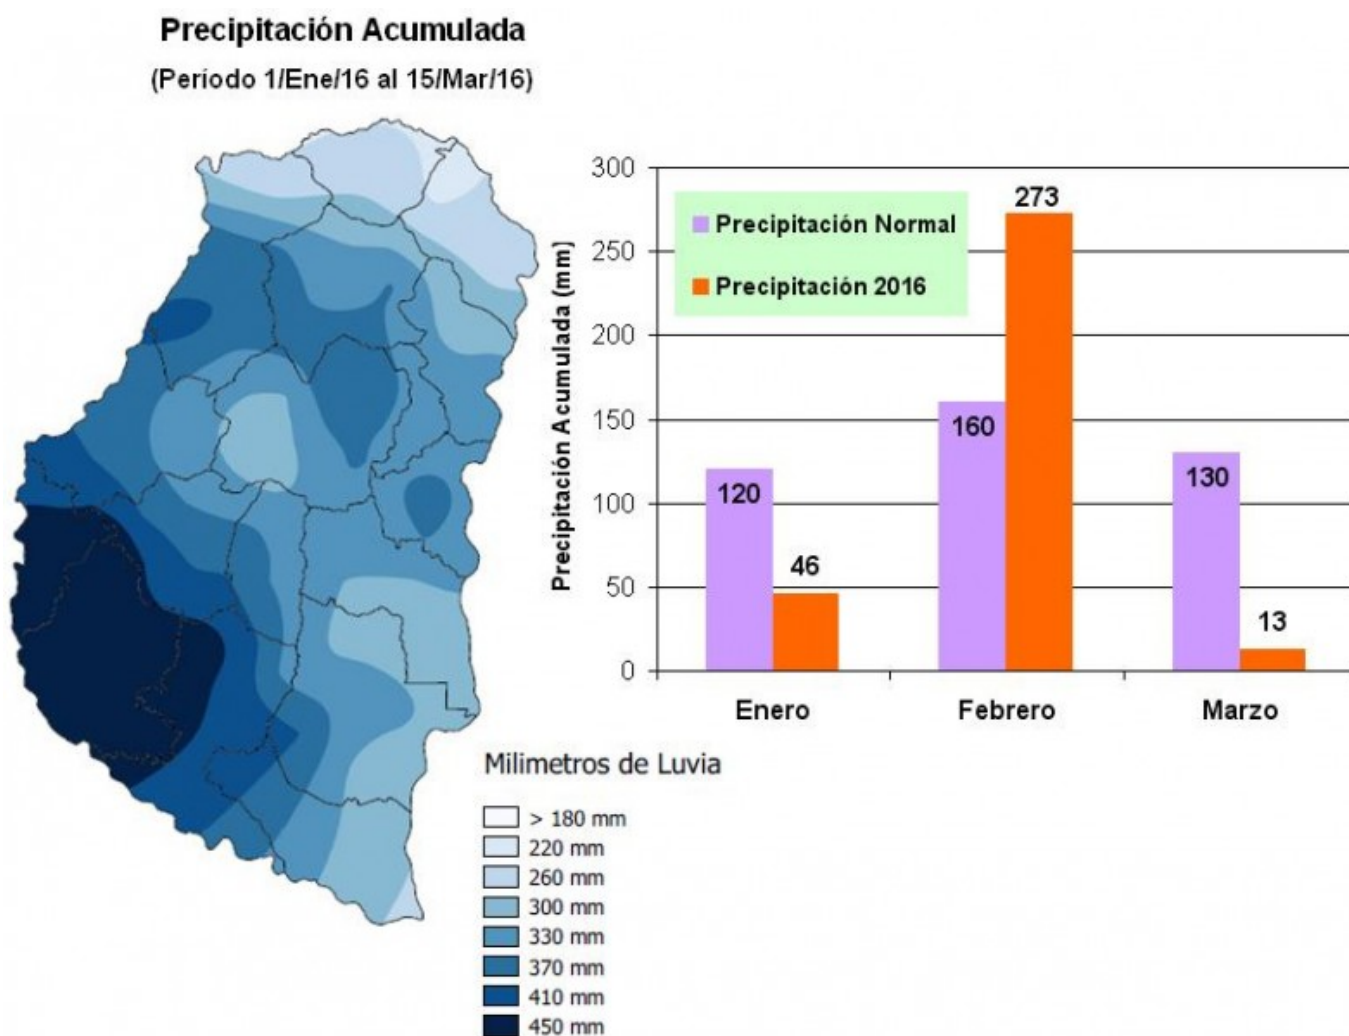 Precipitación Acumulada
(Período 1/Ene/16 al 15/Mar/16)
Precipitación Acumulada (mm)
300
250
200
150
100
50
0
Precipitación Normal
Precipitación 2016
120
46
160
273
130
13
Enero
Febrero
Marzo
Milimetros de Luvia
> 180 mm
220 mm
260 mm
300 mm
330 mm
370 mm
410 mm
450 mm